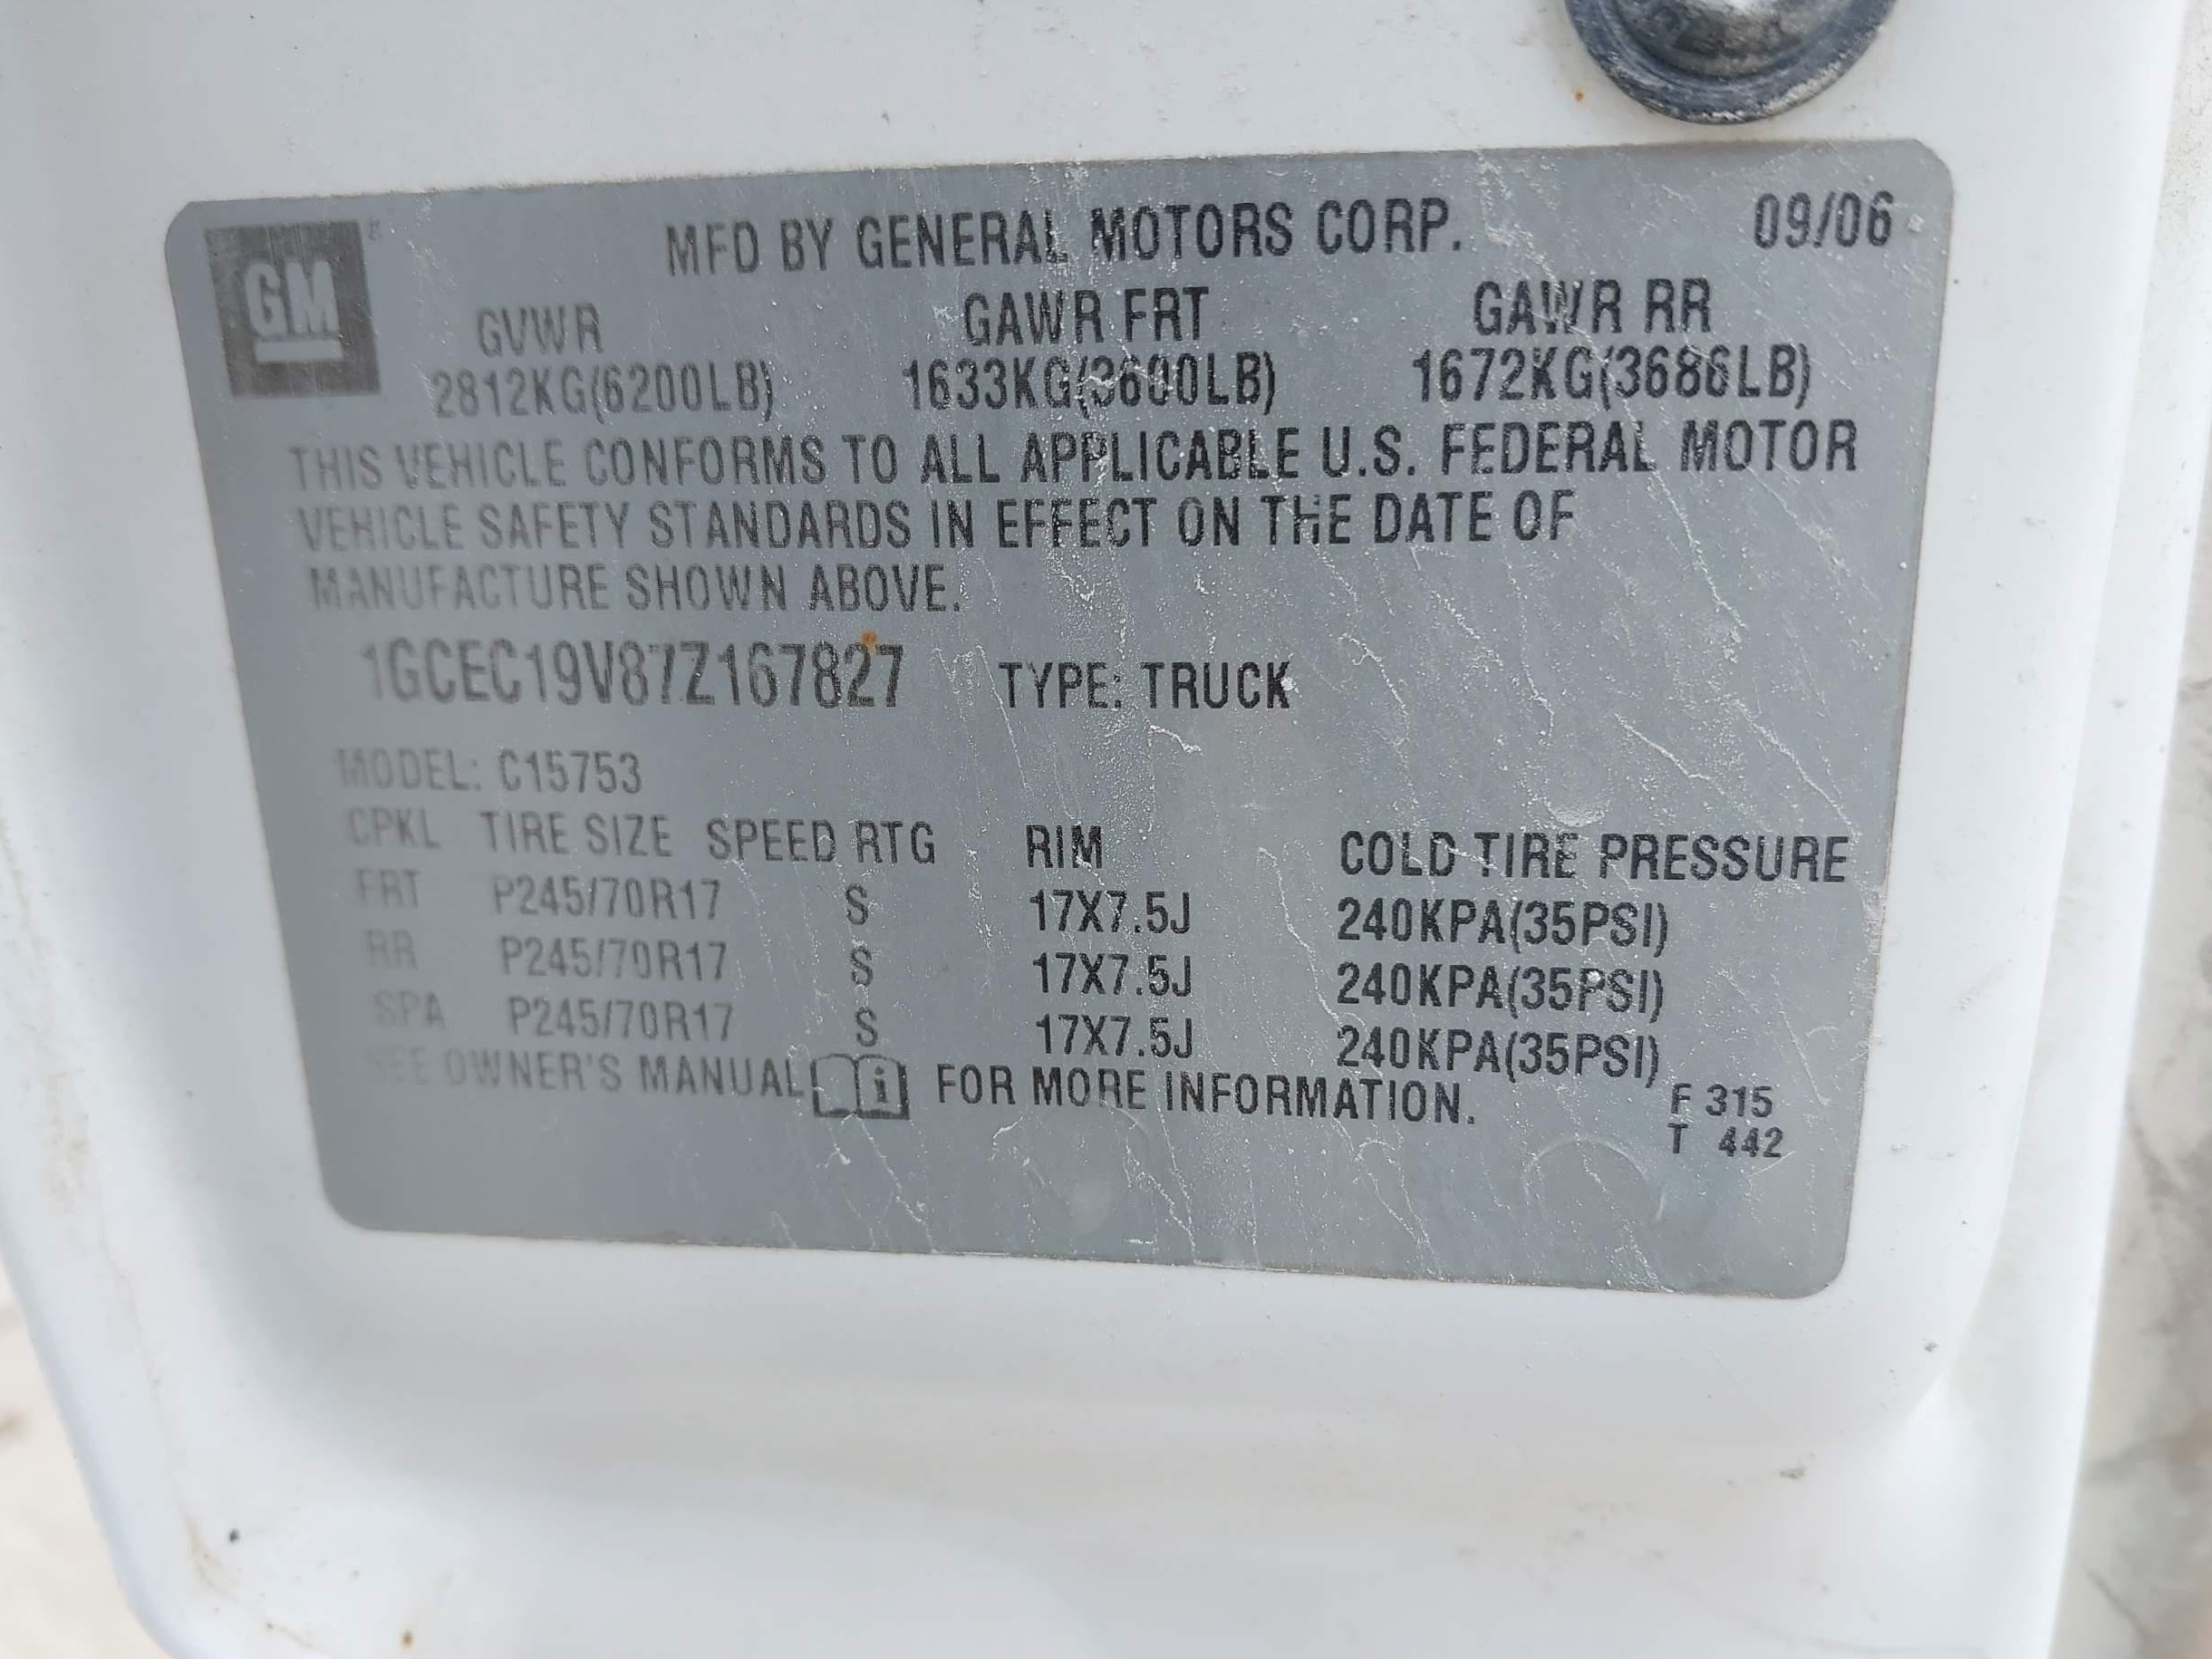 GM
MFD BY GENERAL MOTORS CORP. 09/06
GVWR GAWR FRT GAWR RR
2812KG(6200LB) 1633KG(3600LB) 1672KG(3686LB)
THIS VEHICLE CONFORMS TO ALL APPLICABLE U.S. FEDERAL MOTOR
VEHICLE SAFETY STANDARDS IN EFFECT ON THE DATE OF
MANUFACTURE SHOWN ABOVE.
1GCEC19V87Z167827 TYPE: TRUCK
MODEL: C15753
CPKL TIRE SIZE SPEED RTG RIM COLD TIRE PRESSURE
FRT P245/70R17 S 17X7.5J 240KPA(35PSI)
RR P245/70R17 S 17X7.5J 240KPA(35PSI)
SPA P245/70R17 S 17X7.5J 240KPA(35PSI)
SEE OWNER'S MANUAL i FOR MORE INFORMATION.
F 315
T 442